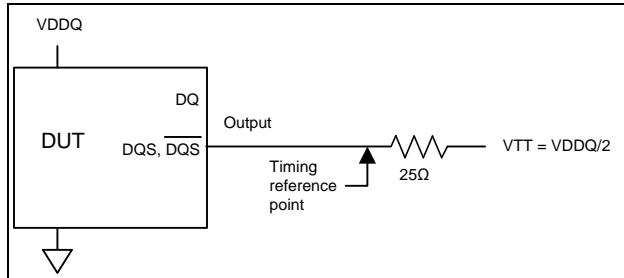 VDDQ
DQ
DUT
Output
DQS, DQS
VTT = VDDQ/2
Timing
reference
point
25Ω